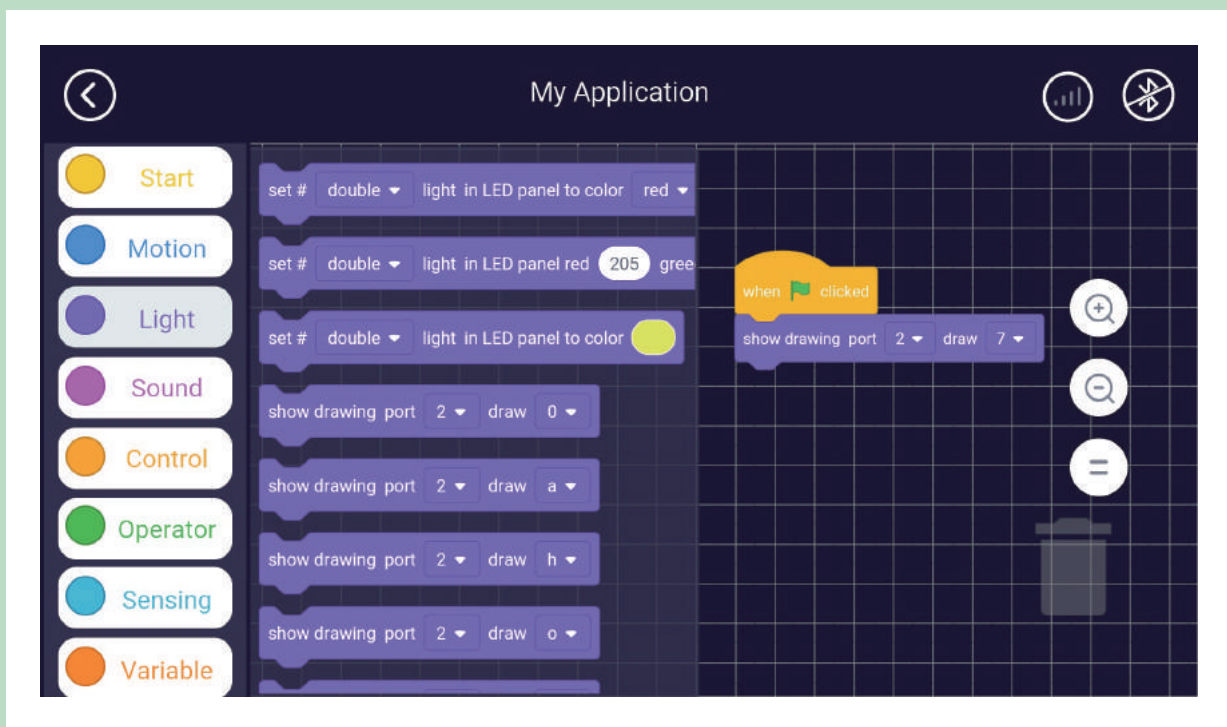 My Application
Start
Motion
Light
Sound
Control
Operator
Sensing
Variable
set # double light in LED panel to color red
set # double light in LED panel red 205 gree
set # double light in LED panel to color
show drawing port 2 draw 0
show drawing port 2 draw a
show drawing port 2 draw h
show drawing port 2 draw o
when clicked
show drawing port 2 draw 7